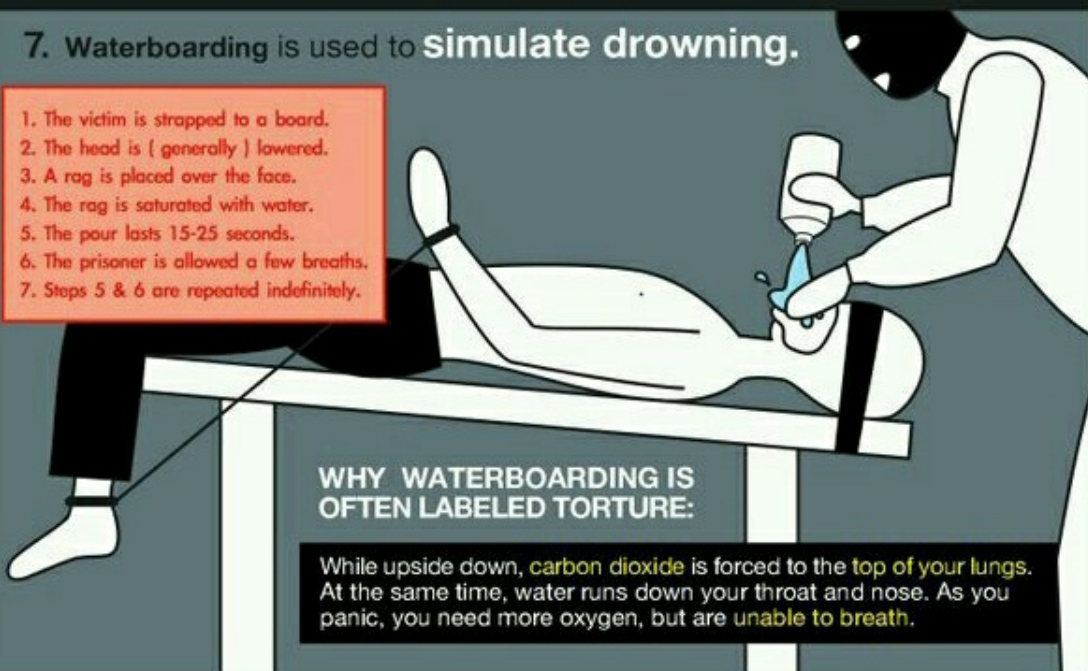 7. Waterboarding is used to simulate drowning.
1. The victim is strapped to a board.
2. The head is ( generally ) lowered.
3. A rag is placed over the face.
4. The rag is saturated with water.
5. The pour lasts 15-25 seconds.
6. The prisoner is allowed a few breaths.
7. Steps 5 & 6 are repeated indefinitely.
WHY WATERBOARDING IS
OFTEN LABELED TORTURE:
While upside down, carbon dioxide is forced to the top of your lungs.
At the same time, water runs down your throat and nose. As you
panic, you need more oxygen, but are unable to breath.